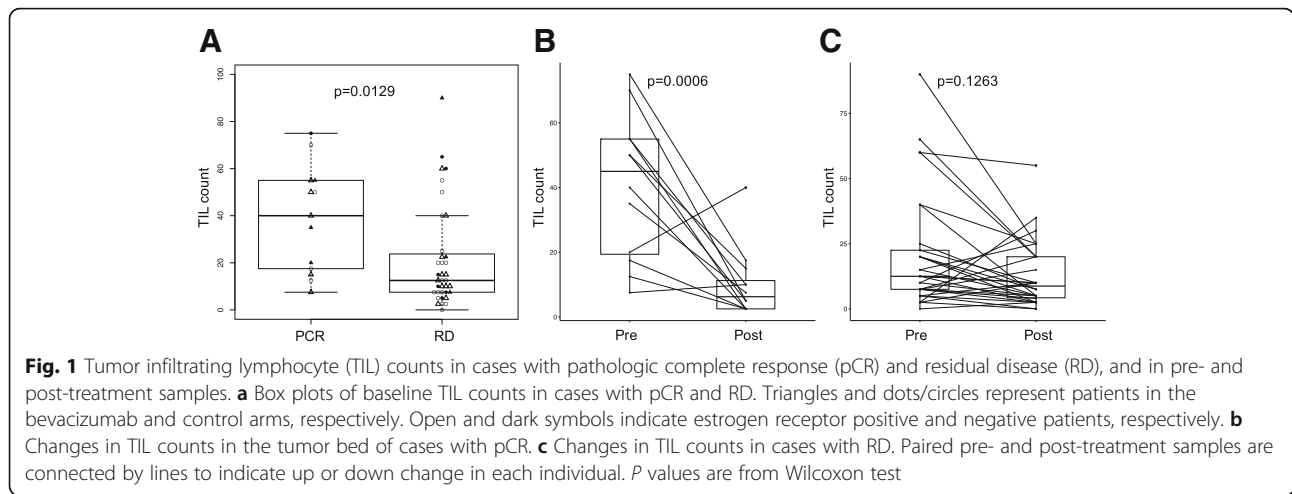 A
B
C
100
80
60
40
20
0
TIL count
p=0.0129
PCR
RD
60
40
20
0
TIL count
p=0.0006
Pre
Post
75
50
25
0
TIL count
p=0.1263
Pre
Post
Fig. 1 Tumor infiltrating lymphocyte (TIL) counts in cases with pathologic complete response (pCR) and residual disease (RD), and in pre- and
post-treatment samples. a Box plots of baseline TIL counts in cases with pCR and RD. Triangles and dots/circles represent patients in the
bevacizumab and control arms, respectively. Open and dark symbols indicate estrogen receptor positive and negative patients, respectively. b
Changes in TIL counts in the tumor bed of cases with pCR. c Changes in TIL counts in cases with RD. Paired pre- and post-treatment samples are
connected by lines to indicate up or down change in each individual. P values are from Wilcoxon test